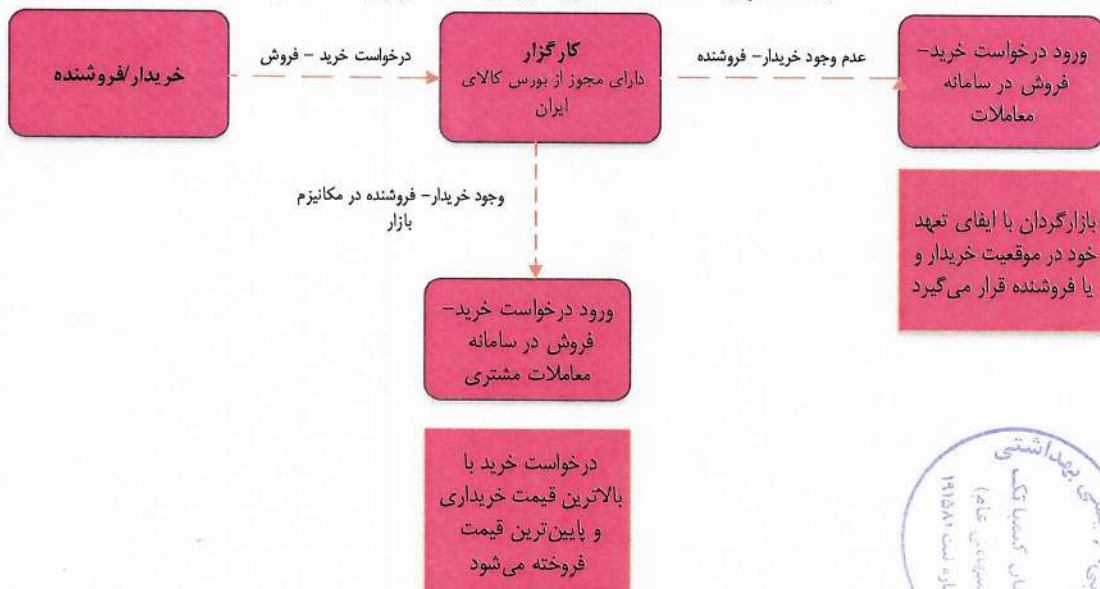 خریدار/فروشنده
درخواست خرید – فروش
کارگزار
دارای مجوز از بورس کالای
ایران
عدم وجود خریدار– فروشنده
ورود درخواست خرید–
فروش در سامانه
معاملات
وجود خریدار– فروشنده در مکانیزم
بازار
بازارگردان با ایفای تعهد
خود در موقعیت خریدار و
یا فروشنده قرار می‌گیرد
ورود درخواست خرید–
فروش در سامانه
معاملات مشتری
درخواست خرید با
بالاترین قیمت خریداری
و پایین‌ترین قیمت
فروخته می‌شود
بهداشتی